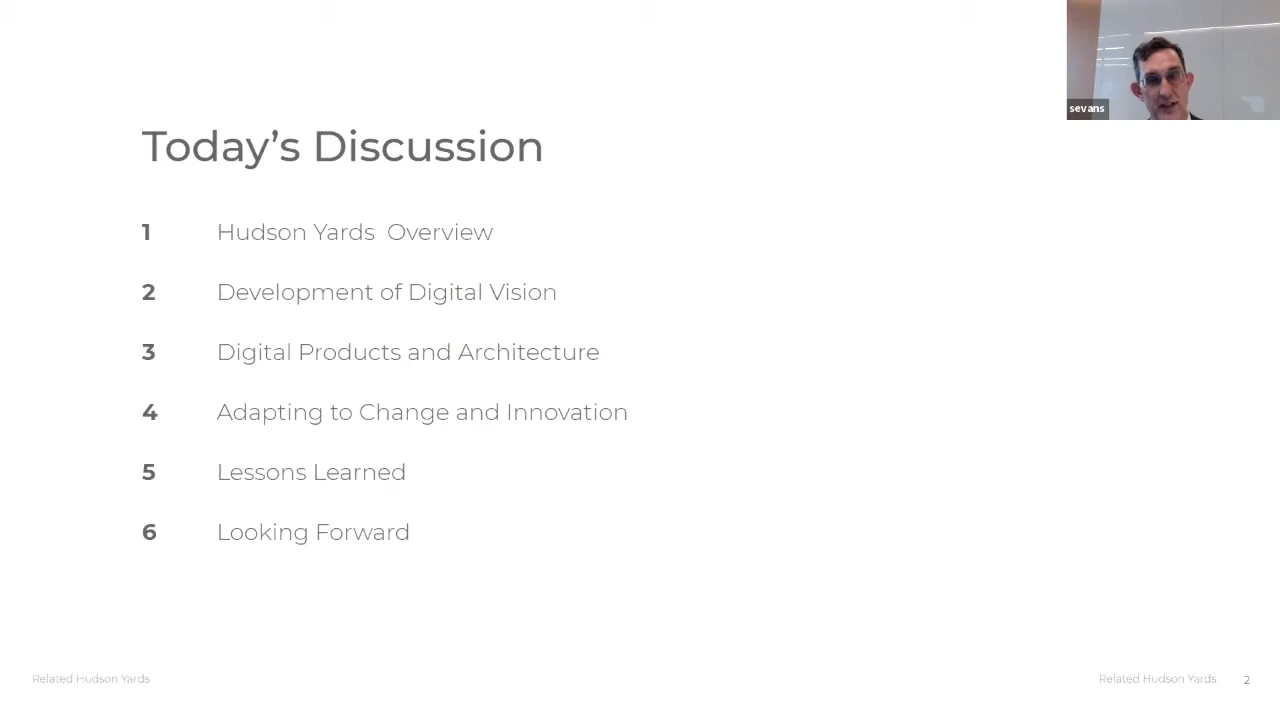 sevans
Today's Discussion
1 Hudson Yards  Overview
2 Development of Digital Vision
3 Digital Products and Architecture
4 Adapting to Change and Innovation
5 Lessons Learned
6 Looking Forward
Related Hudson Yards
Related Hudson Yards 2